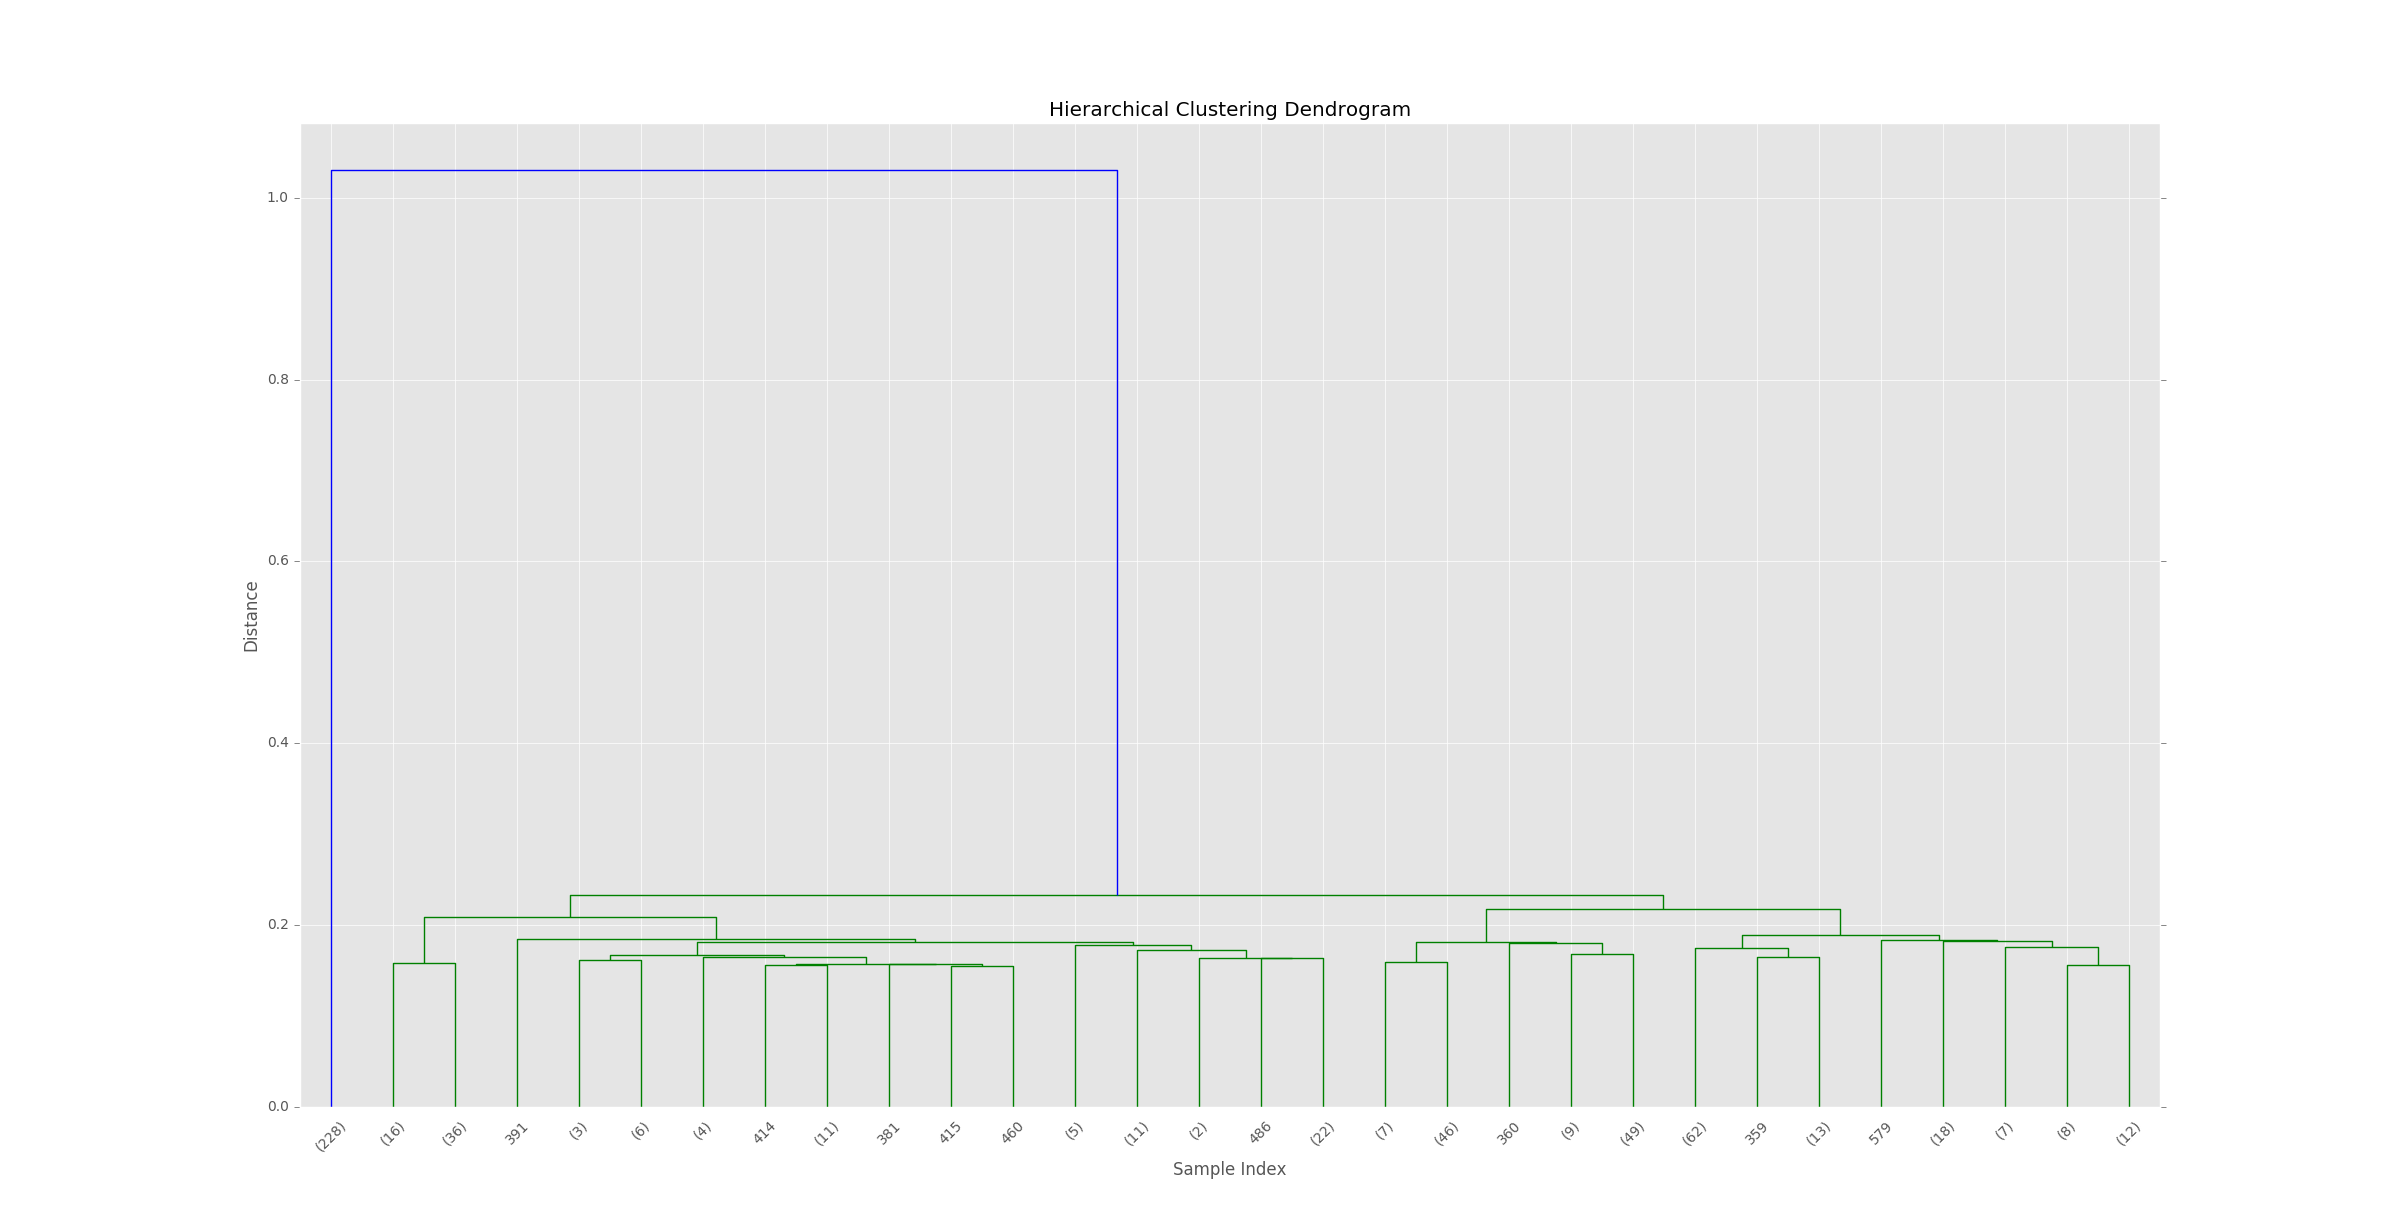 Hierarchical Clustering Dendrogram
1.0
0.8
0.6
0.4
0.2
0.0
Distance
(228) (16) (36) 391 (3) (6) (4) 414 (11) 381 415 460 (5) (11) (2) 486 (22) (7) (46) 360 (9) (49) (62) 359 (13) 579 (18) (7) (8) (12)
Sample Index